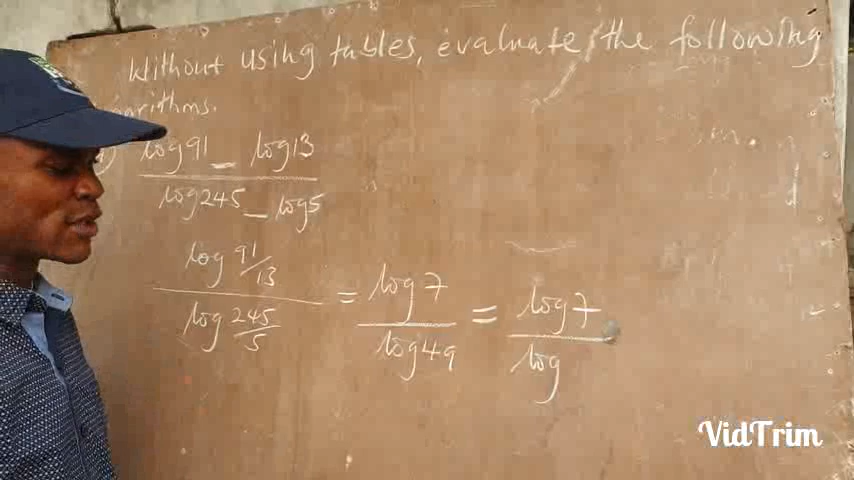 Without using tables, evaluate the following
arithms.
a) log91 - log13
log245 - log5
log 91/13
log 245/5
= log7
log49
= log7
log
VidTrim